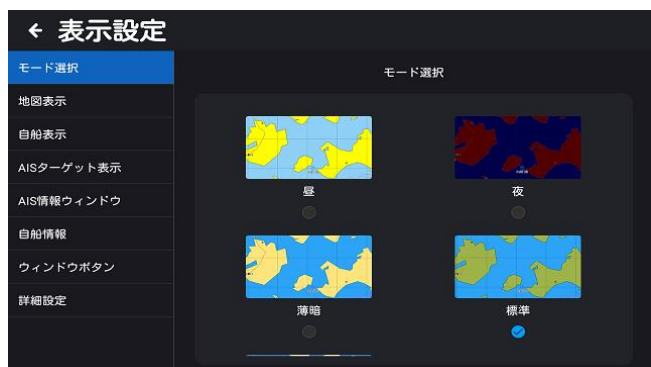 ← 表示設定
モード選択
地図表示
自船表示
AISターゲット表示
AIS情報ウィンドウ
自船情報
ウィンドウボタン
詳細設定
モード選択
昼
夜
薄暗
標準